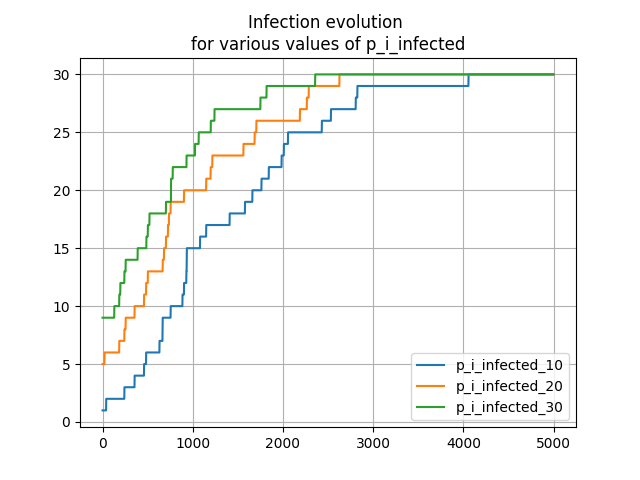 Infection evolution
for various values of p_i_infected
30
25
20
15
10
5
0
0 1000 2000 3000 4000 5000
p_i_infected_10
p_i_infected_20
p_i_infected_30